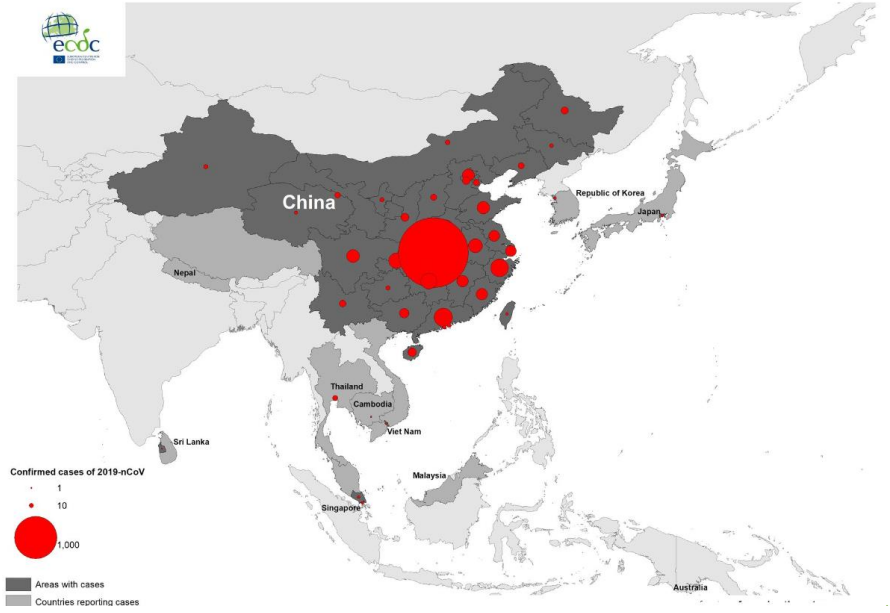 ecdc
China
Republic of Korea
Japan
Nepal
Thailand
Cambodia
Viet Nam
Sri Lanka
Malaysia
Singapore
Australia
Confirmed cases of 2019-nCoV
1
10
1,000
Areas with cases
Countries reporting cases